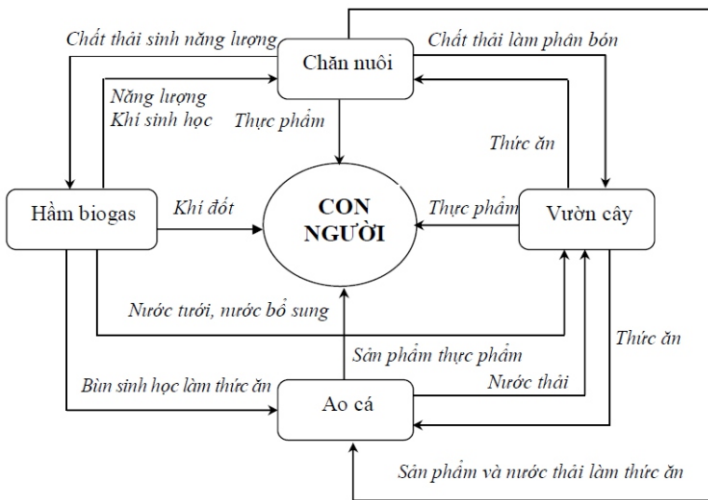 Chất thải sinh năng lượng
Chất thải làm phân bón
Chăn nuôi
Năng lượng
Khí sinh học
Thực phẩm
Thức ăn
Hầm biogas
Khí đốt
CON
NGƯỜI
Thực phẩm
Vườn cây
Nước tưới, nước bổ sung
Thức ăn
Sản phẩm thực phẩm
Bùn sinh học làm thức ăn
Nước thải
Ao cá
Sản phẩm và nước thải làm thức ăn